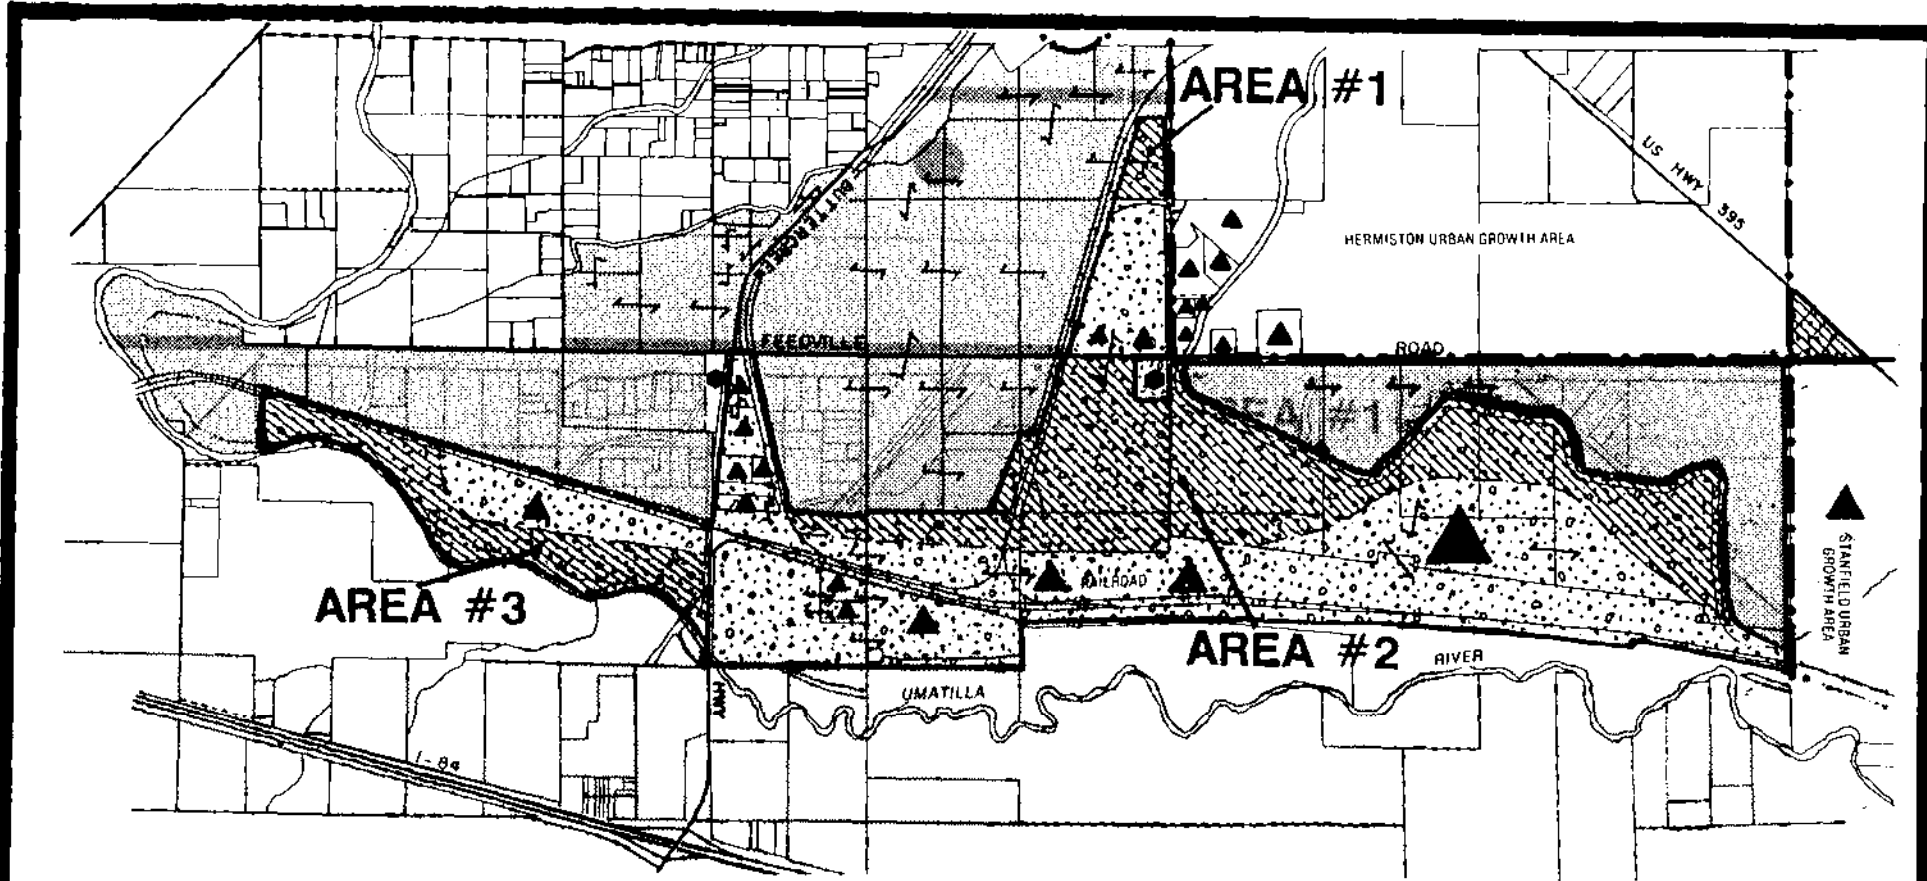 AREA #1
US HWY 395
HERMISTON URBAN GROWTH AREA
BUTTERCREEK
FEEDVILLE
ROAD
AREA #1
STANFIELD URBAN
GROWTH AREA
RAILROAD
AREA #3
AREA #2
RIVER
UMATILLA
HWY
I-84